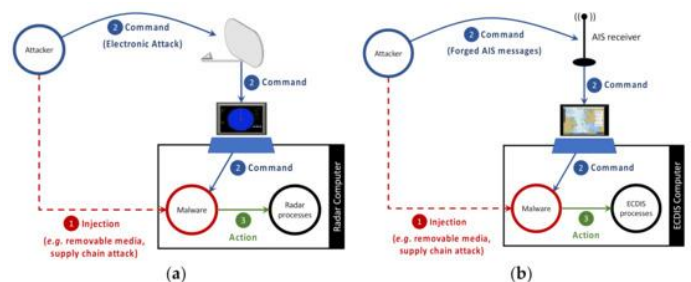 2 Command
(Electronic Attack)
Attacker
2 Command
2 Command
Malware
Radar
processes
3
Action
1 Injection
(e.g. removable media,
supply chain attack)
Radar Computer
(a)
2 Command
(Forged AIS messages)
((•))
AIS receiver
Attacker
2 Command
2 Command
Malware
ECDIS
processes
3
Action
1 Injection
(e.g. removable media,
supply chain attack)
ECDIS Computer
(b)